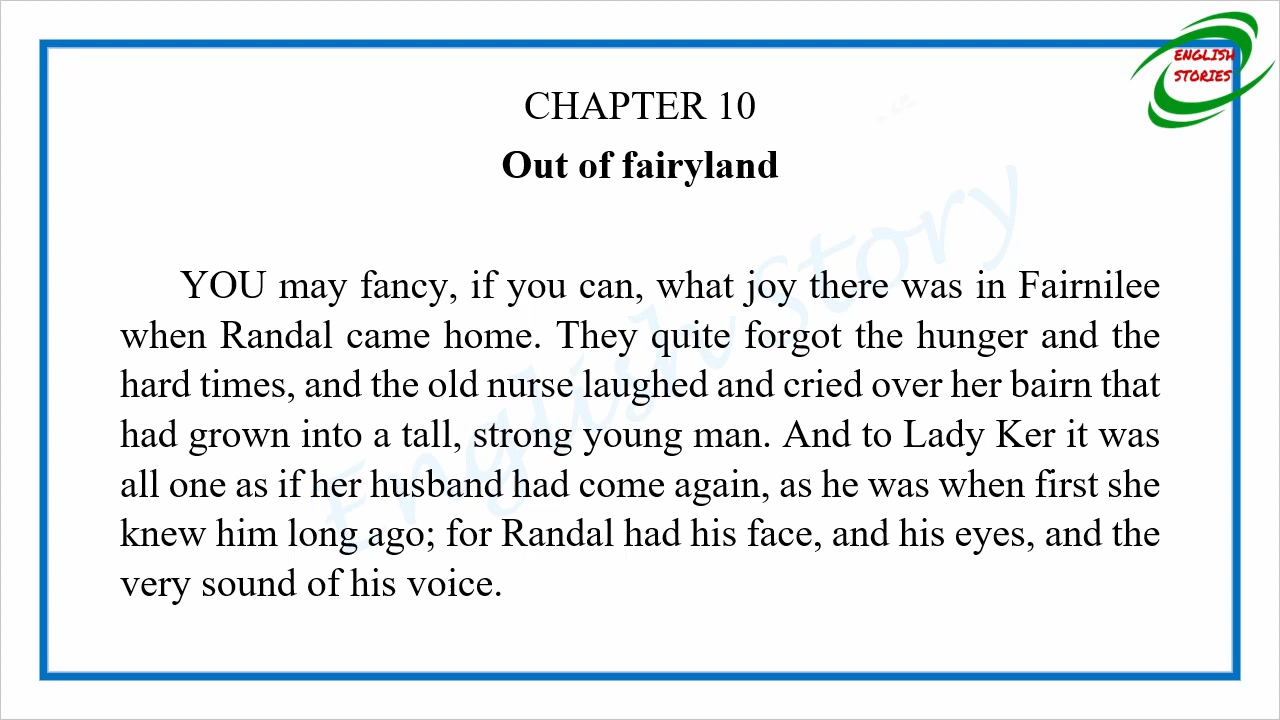 ENGLISH
STORIES
CHAPTER 10
Out of fairyland
YOU may fancy, if you can, what joy there was in Fairnilee
when Randal came home. They quite forgot the hunger and the
hard times, and the old nurse laughed and cried over her bairn that
had grown into a tall, strong young man. And to Lady Ker it was
all one as if her husband had come again, as he was when first she
knew him long ago; for Randal had his face, and his eyes, and the
very sound of his voice.
English Story